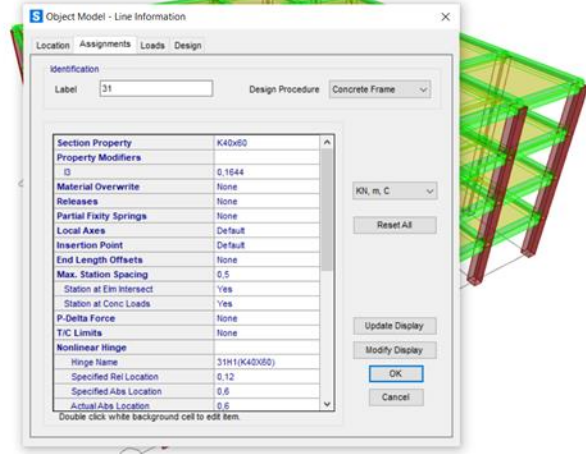 Object Model - Line Information
Location Assignments Loads Design
Identification
Label 31 Design Procedure Concrete Frame
Section Property K40x60
Property Modifiers
I3 0,1644
Material Overwrite None
Releases None
Partial Fixity Springs None
Local Axes Default
Insertion Point Default
End Length Offsets None
Max. Station Spacing 0,5
Station at Elm Intersect Yes
Station at Conc Loads Yes
P-Delta Force None
T/C Limits None
Nonlinear Hinge
Hinge Name 31H1(K40X60)
Specified Rel Location 0,12
Specified Abs Location 0,6
Actual Abs Location 0,6
Double click white background cell to edit item.
KN, m, C
Reset All
Update Display
Modify Display
OK
Cancel